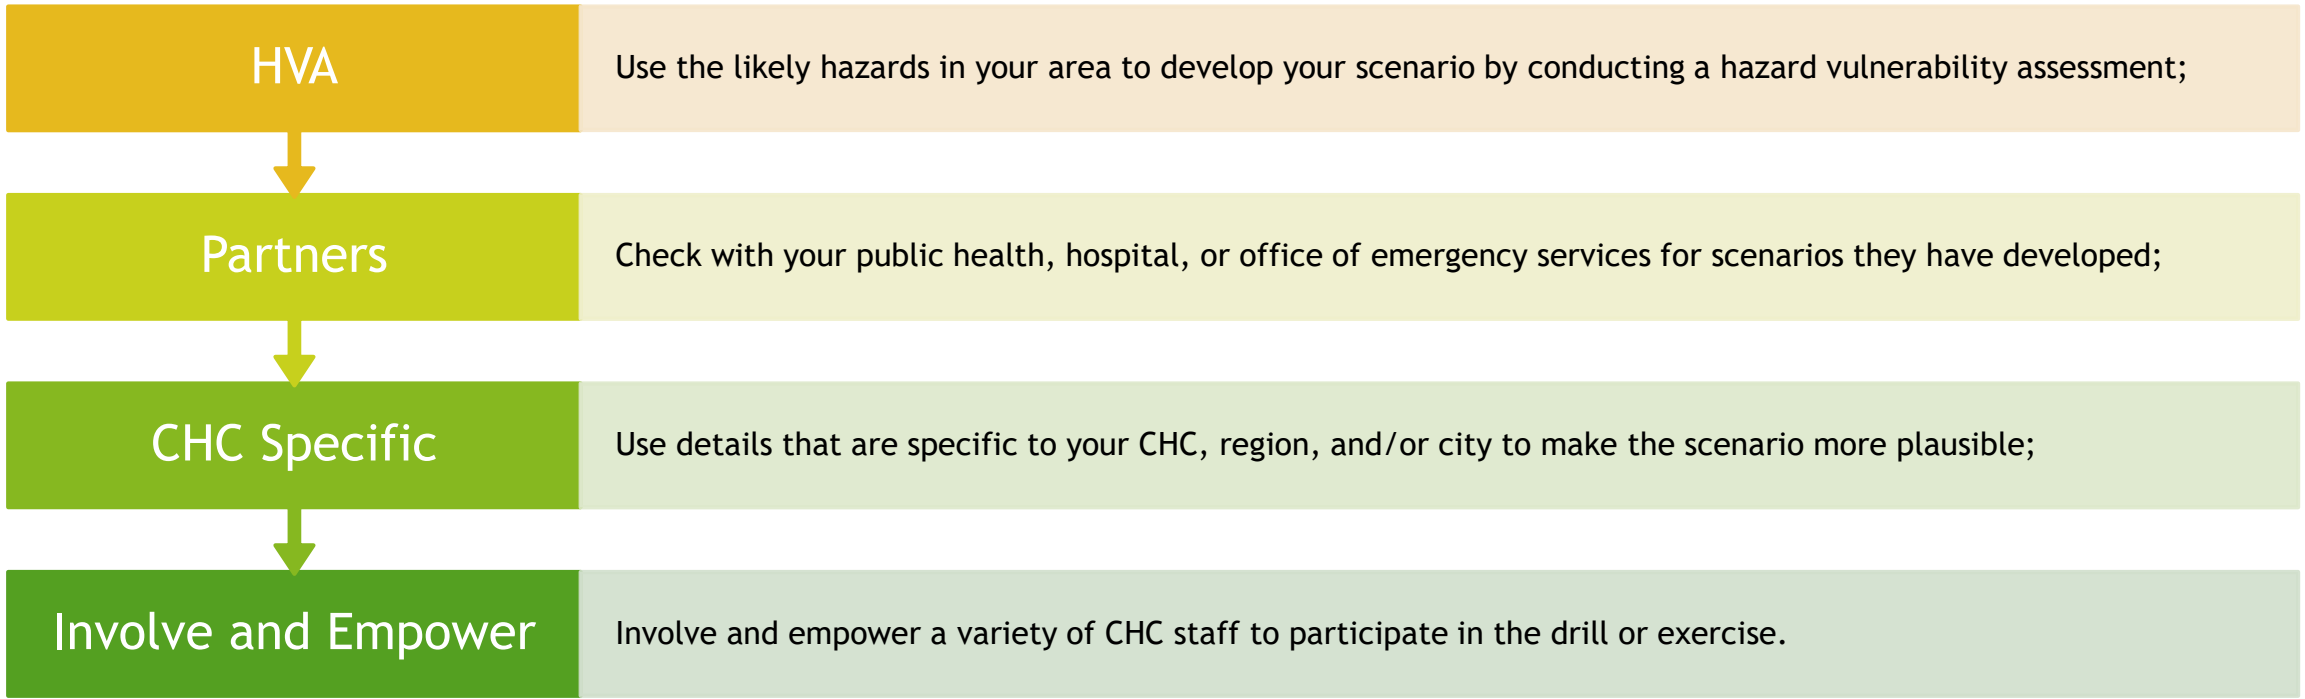 HVA
Use the likely hazards in your area to develop your scenario by conducting a hazard vulnerability assessment;
Partners
Check with your public health, hospital, or office of emergency services for scenarios they have developed;
CHC Specific
Use details that are specific to your CHC, region, and/or city to make the scenario more plausible;
Involve and Empower
Involve and empower a variety of CHC staff to participate in the drill or exercise.